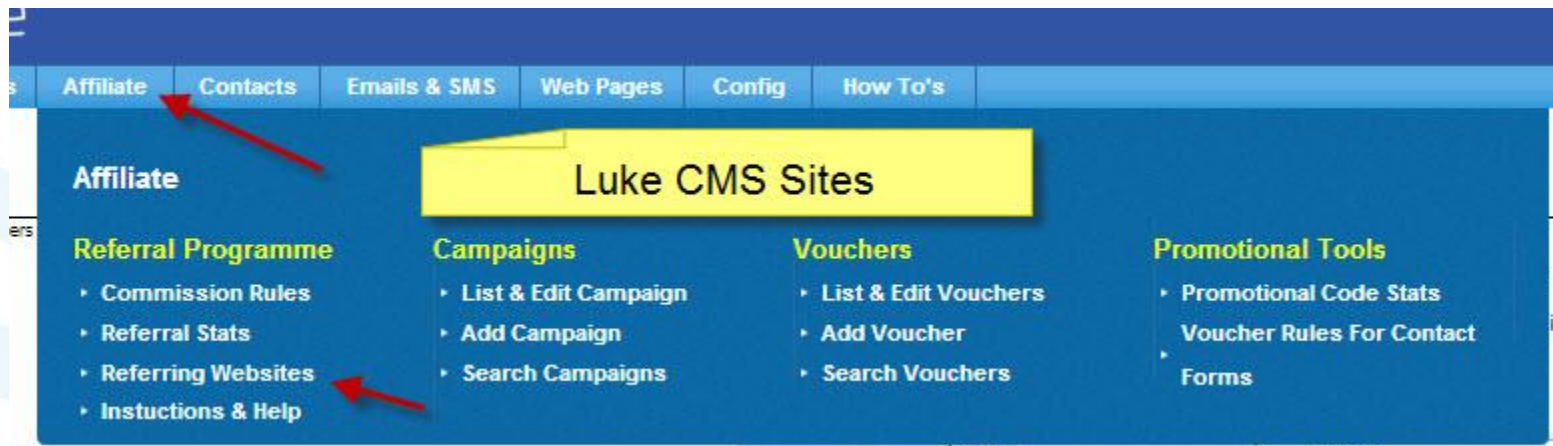 Affiliate Contacts Emails & SMS Web Pages Config How To's
Luke CMS Sites
Affiliate
ers
Referral Programme
Commission Rules
Referral Stats
Referring Websites
Instuctions & Help
Campaigns
List & Edit Campaign
Add Campaign
Search Campaigns
Vouchers
List & Edit Vouchers
Add Voucher
Search Vouchers
Promotional Tools
Promotional Code Stats
Voucher Rules For Contact
Forms